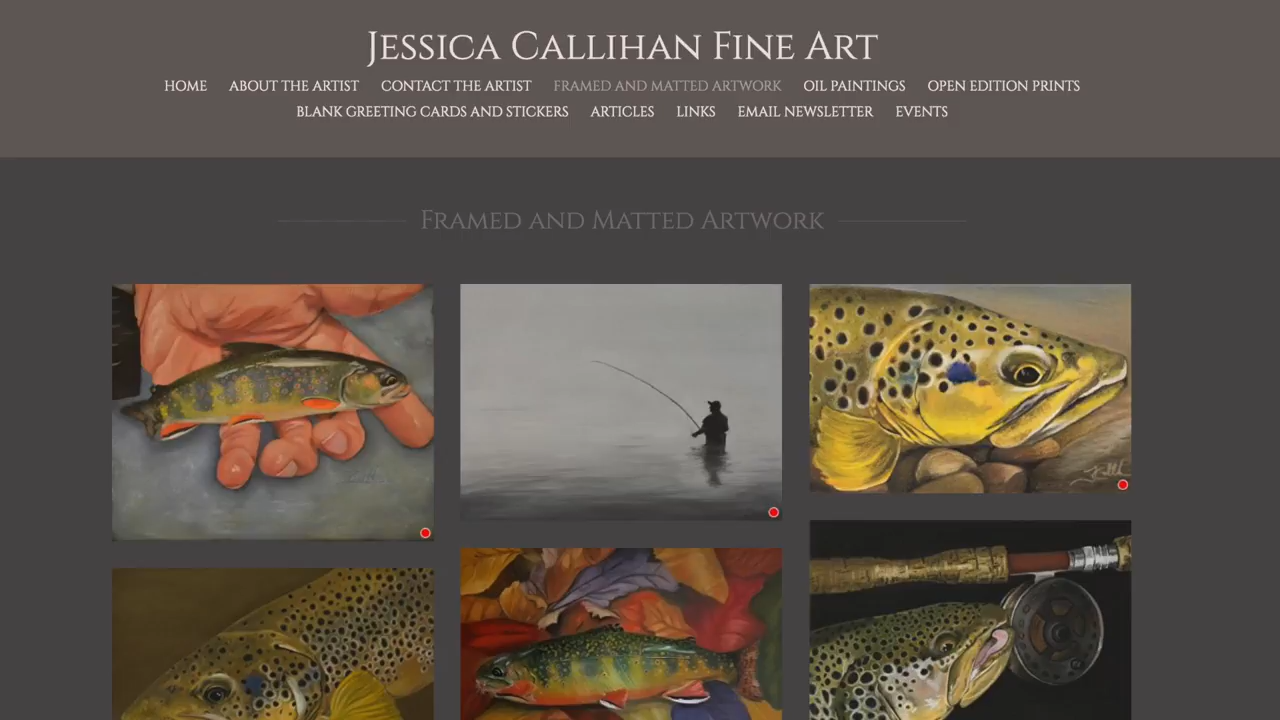 Jessica Callihan Fine Art
HOME ABOUT THE ARTIST CONTACT THE ARTIST FRAMED AND MATTED ARTWORK OIL PAINTINGS OPEN EDITION PRINTS
BLANK GREETING CARDS AND STICKERS ARTICLES LINKS EMAIL NEWSLETTER EVENTS
Framed and Matted Artwork